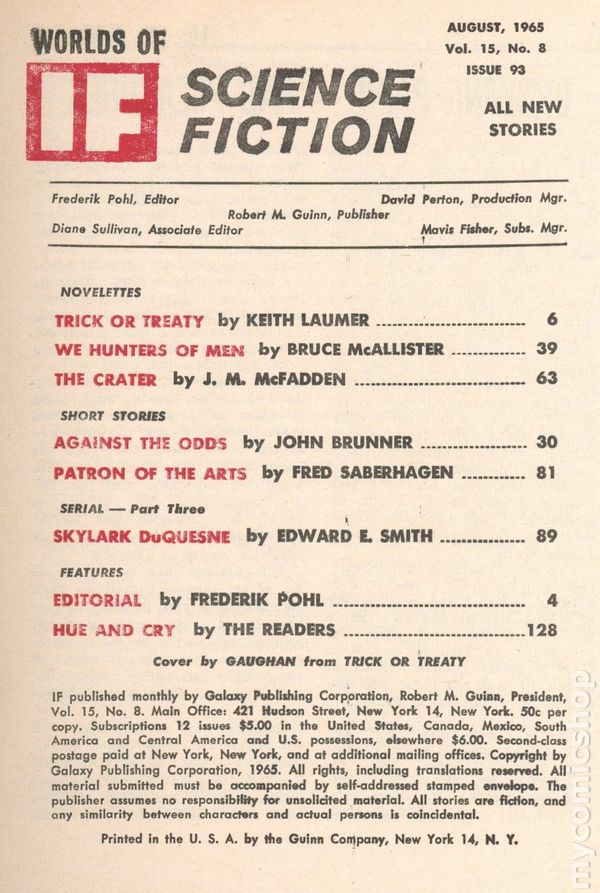 WORLDS OF
IF
SCIENCE
FICTION
AUGUST, 1965
Vol. 15, No. 8
ISSUE 93
ALL NEW
STORIES
Frederik Pohl, Editor
David Perton, Production Mgr.
Robert M. Guinn, Publisher
Diane Sullivan, Associate Editor
Mavis Fisher, Subs. Mgr.
NOVELETTES
TRICK OR TREATY by KEITH LAUMER ........................... 6
WE HUNTERS OF MEN by BRUCE McALLISTER ............. 39
THE CRATER by J. M. McFADDEN .............................. 63
SHORT STORIES
AGAINST THE ODDS by JOHN BRUNNER ................... 30
PATRON OF THE ARTS by FRED SABERHAGEN ............ 81
SERIAL — Part Three
SKYLARK DuQUESNE by EDWARD E. SMITH ................ 89
FEATURES
EDITORIAL by FREDERIK POHL .................................. 4
HUE AND CRY by THE READERS ................................128
Cover by GAUGHAN from TRICK OR TREATY
IF published monthly by Galaxy Publishing Corporation, Robert M. Guinn, President,
Vol. 15, No. 8. Main Office: 421 Hudson Street, New York 14, New York. 50c per
copy. Subscriptions 12 issues $5.00 in the United States, Canada, Mexico, South
America and Central America and U.S. possessions, elsewhere $6.00. Second-class
postage paid at New York, New York, and at additional mailing offices. Copyright by
Galaxy Publishing Corporation, 1965. All rights, including translations reserved. All
material submitted must be accompanied by self-addressed stamped envelope. The
publisher assumes no responsibility for unsolicited material. All stories are fiction, and
any similarity between characters and actual persons is coincidental.
Printed in the U. S. A. by the Guinn Company, New York 14, N. Y.
mycomicshop